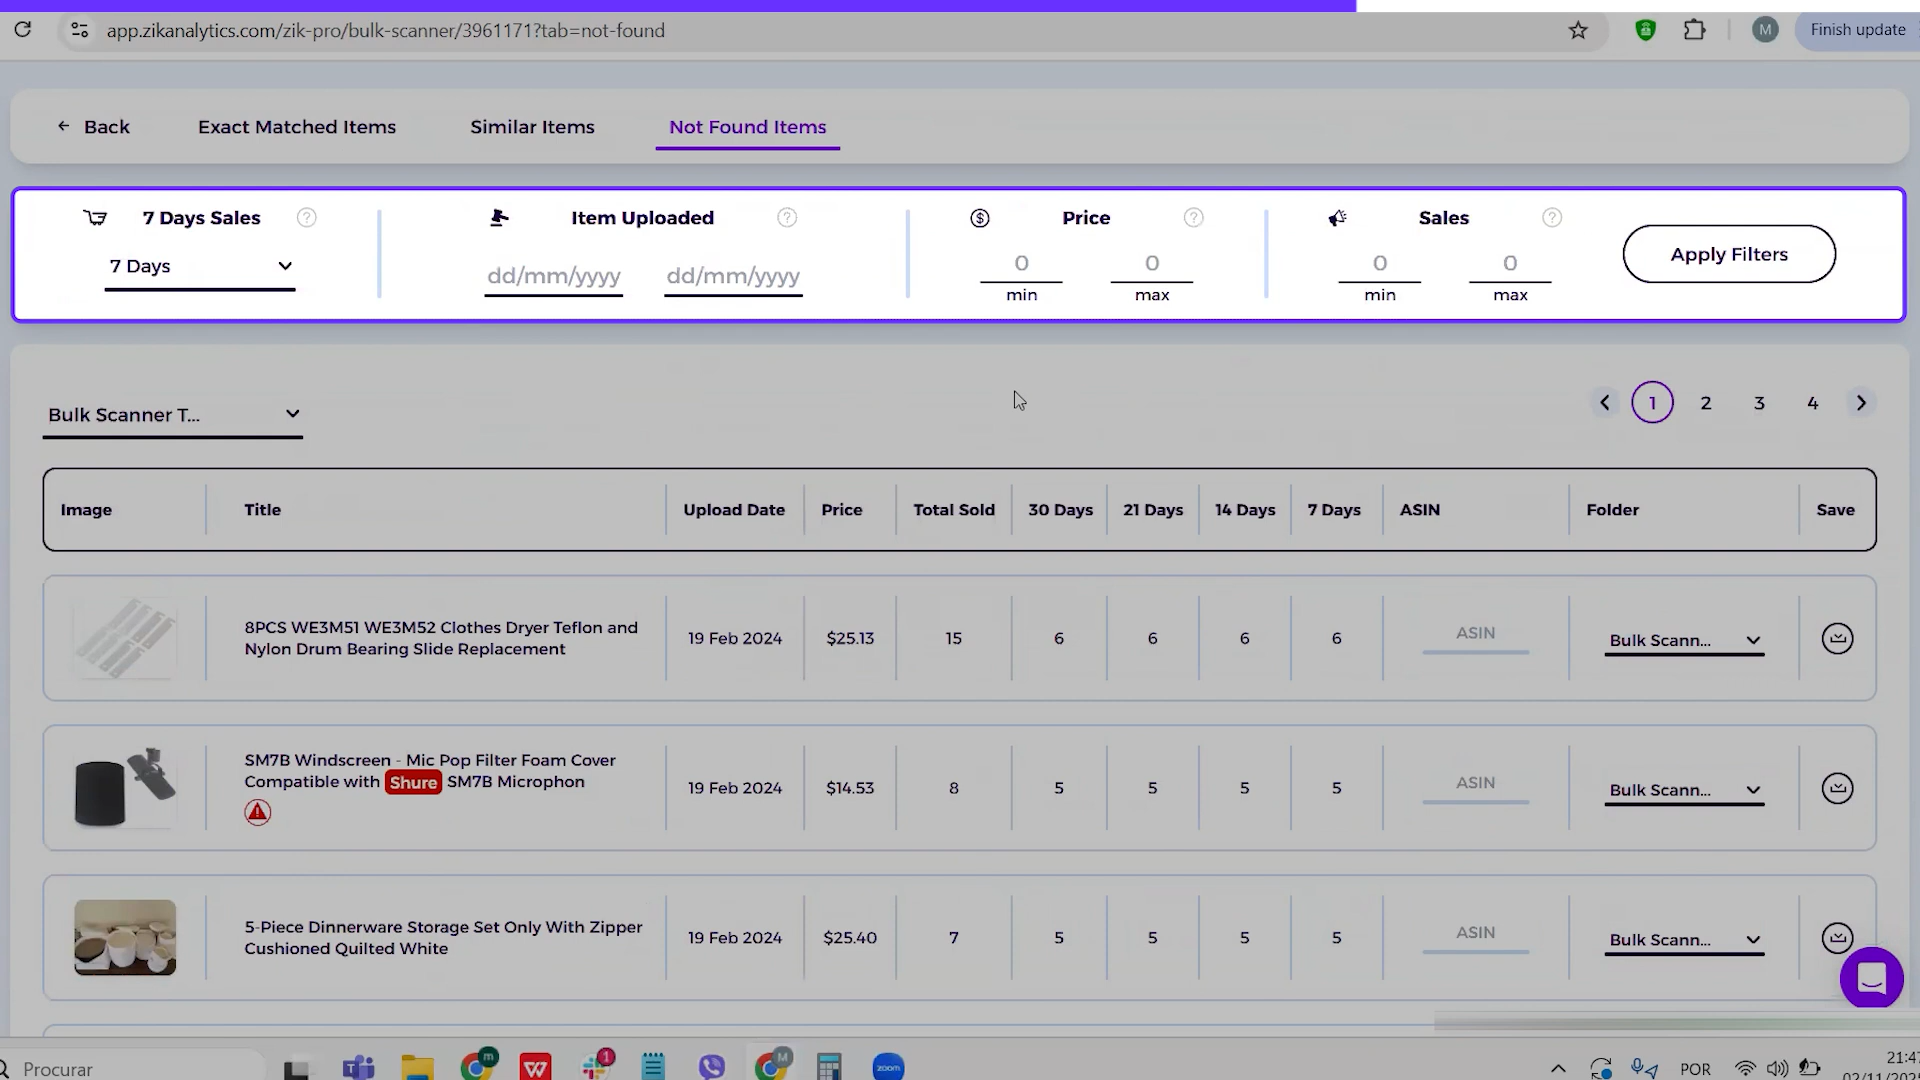 app.zikanalytics.com/zik-pro/bulk-scanner/3961171?tab=not-found
M
Finish update
← Back
Exact Matched Items
Similar Items
Not Found Items
7 Days Sales ?
Item Uploaded ?
Price ?
Sales ?
7 Days
dd/mm/yyyy
dd/mm/yyyy
0
0
0
0
min
max
min
max
Apply Filters
Bulk Scanner T...
1 2 3 4
Image
Title
Upload Date
Price
Total Sold
30 Days
21 Days
14 Days
7 Days
ASIN
Folder
Save
8PCS WE3M51 WE3M52 Clothes Dryer Teflon and
Nylon Drum Bearing Slide Replacement
19 Feb 2024
$25.13
15
6
6
6
6
ASIN
Bulk Scann...
SM7B Windscreen - Mic Pop Filter Foam Cover
Compatible with Shure SM7B Microphon
19 Feb 2024
$14.53
8
5
5
5
5
ASIN
Bulk Scann...
5-Piece Dinnerware Storage Set Only With Zipper
Cushioned Quilted White
19 Feb 2024
$25.40
7
5
5
5
5
ASIN
Bulk Scann...
Procurar
m
W
1
M
zoom
POR
21:47